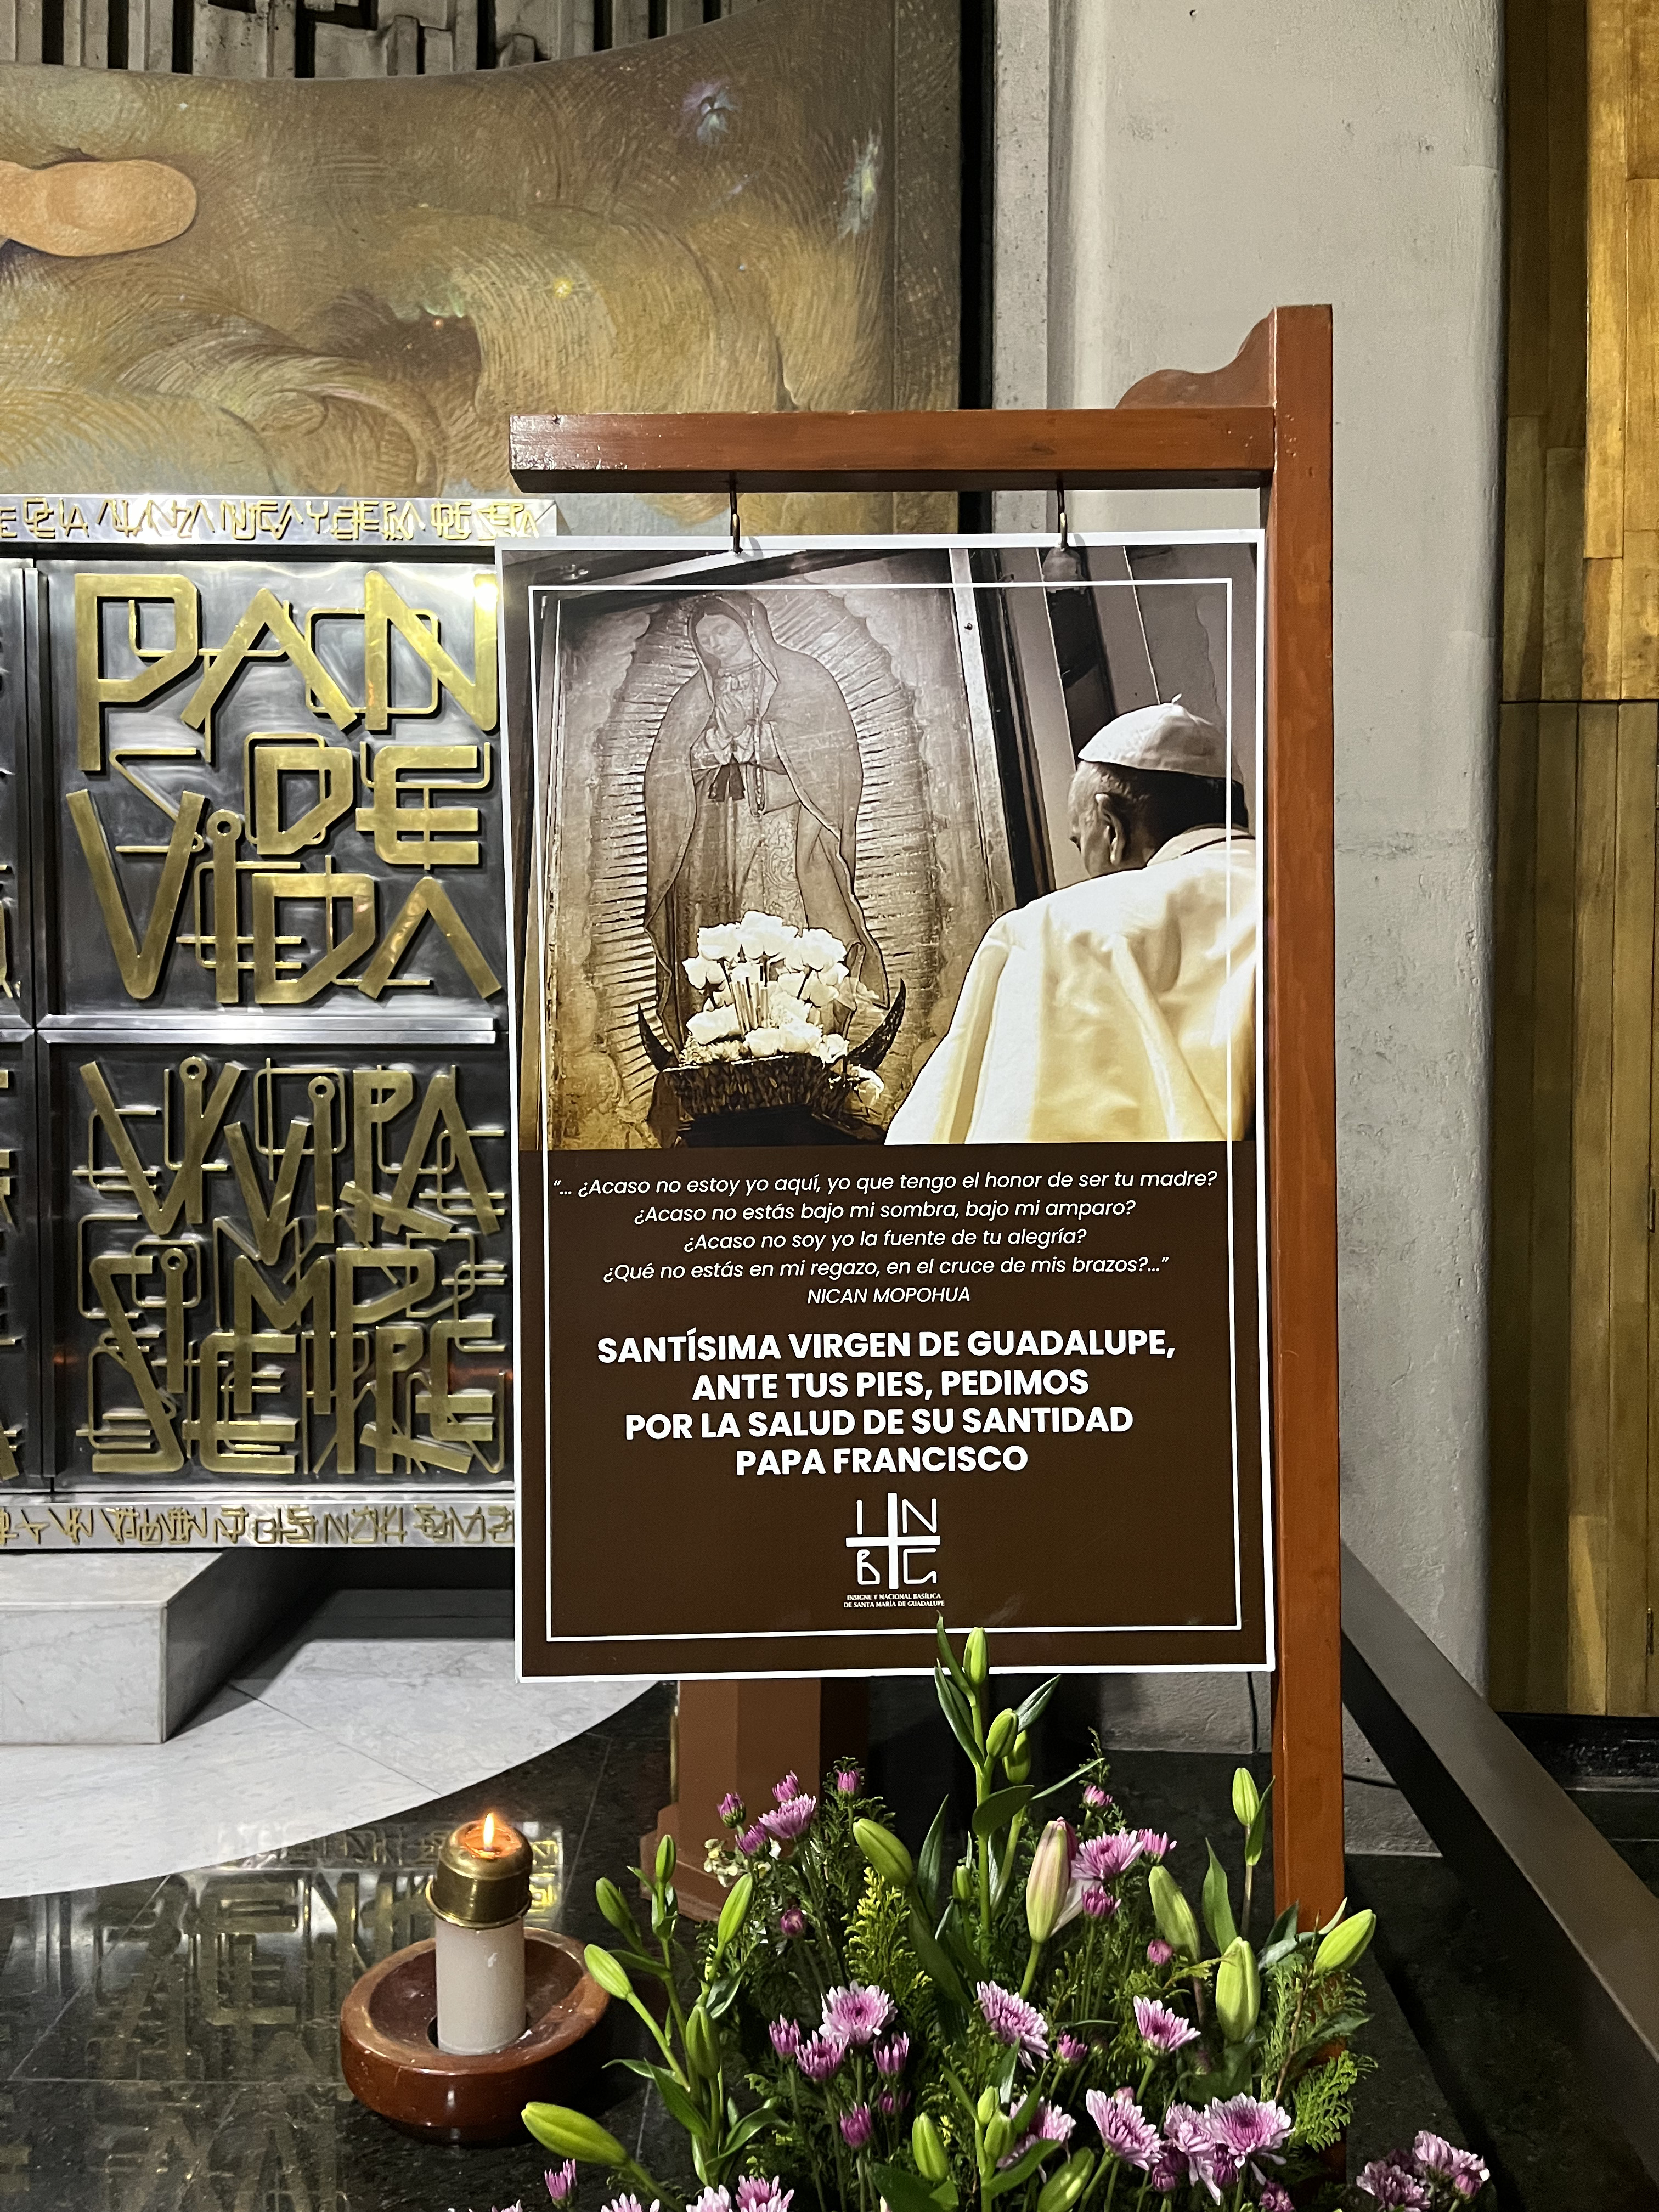 PAN
DE
VIDA
VIVIRA
SIEMPRE
“... ¿Acaso no estoy yo aquí, yo que tengo el honor de ser tu madre?
¿Acaso no estás bajo mi sombra, bajo mi amparo?
¿Acaso no soy yo la fuente de tu alegría?
¿Qué no estás en mi regazo, en el cruce de mis brazos?...”
NICAN MOPOHUA
SANTÍSIMA VIRGEN DE GUADALUPE,
ANTE TUS PIES, PEDIMOS
POR LA SALUD DE SU SANTIDAD
PAPA FRANCISCO
I N
B G
INSIGNE Y NACIONAL BASÍLICA
DE SANTA MARÍA DE GUADALUPE